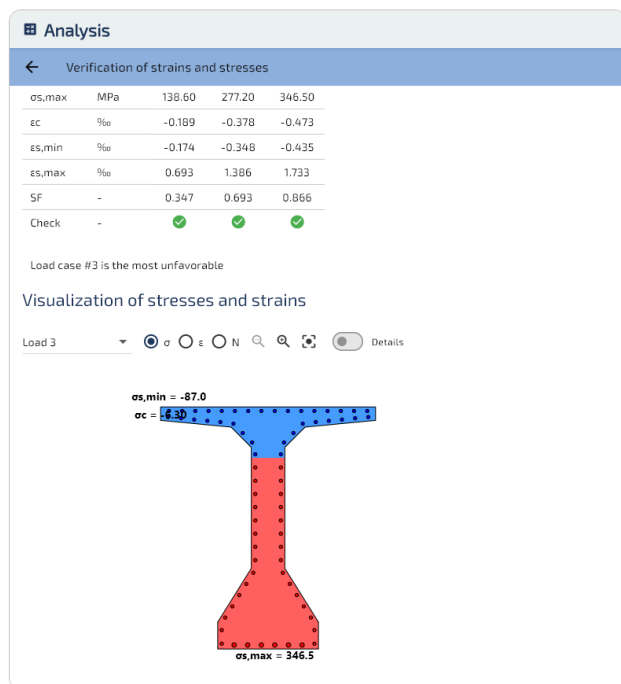 Analysis
Verification of strains and stresses
σs,max MPa 138.60 277.20 346.50
εc ‰ -0.189 -0.378 -0.473
εs,min ‰ -0.174 -0.348 -0.435
εs,max ‰ 0.693 1.386 1.733
SF - 0.347 0.693 0.866
Check -
Load case #3 is the most unfavorable
Visualization of stresses and strains
Load 3 σ ε N Details
σs,min = -87.0
σc = -6.30
σs,max = 346.5